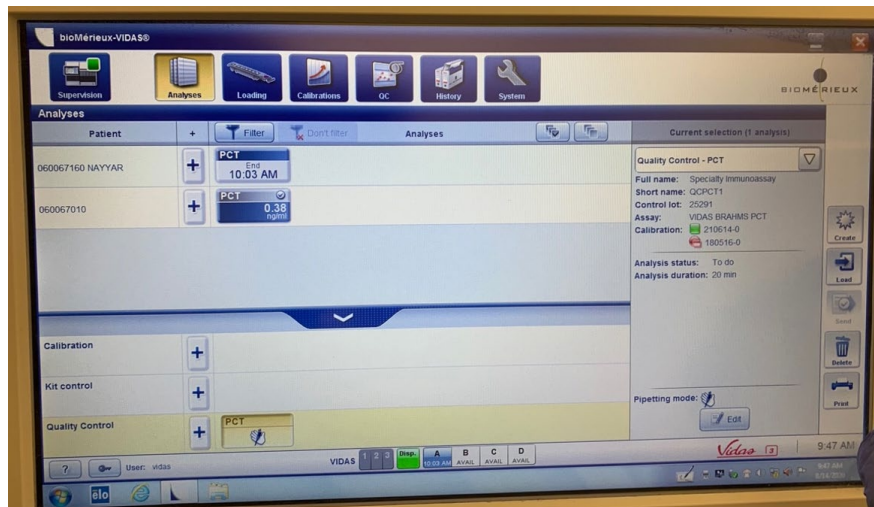 bioMérieux-VIDAS®
Supervision
Analyses
Loading
Calibrations
QC
History
System
BIOMÉRIEUX
Analyses
Patient
+
Filter
Don't filter
Analyses
Current selection (1 analysis)
060067160 NAYYAR
+
PCT
End
10:03 AM
060067010
+
PCT
0.38
ng/ml
Quality Control - PCT
Full name: Specialty Immunoassay
Short name: QCPCT1
Control lot: 25291
Assay: VIDAS BRAHMS PCT
Calibration: 210614-0
180516-0
Analysis status: To do
Analysis duration: 20 min
Create
Load
Send
Delete
Print
Calibration
+
Kit control
+
Quality Control
+
PCT
Pipetting mode:
Edit
? User: vidas
VIDAS 1 2 3 Disp.
A
10:03 AM
B
AVAIL
C
AVAIL
D
AVAIL
Vidas 3
9:47 AM
elo
9:47 AM